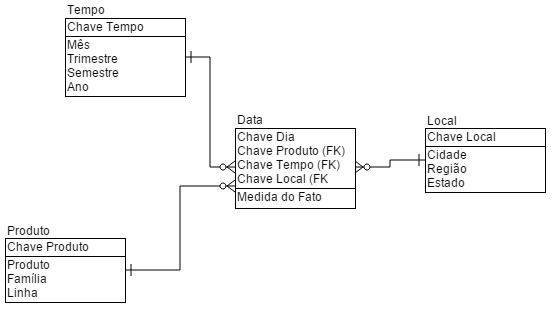 Tempo
Chave Tempo
Mês
Trimestre
Semestre
Ano
Data
Chave Dia
Chave Produto (FK)
Chave Tempo (FK)
Chave Local (FK
Medida do Fato
Local
Chave Local
Cidade
Região
Estado
Produto
Chave Produto
Produto
Família
Linha